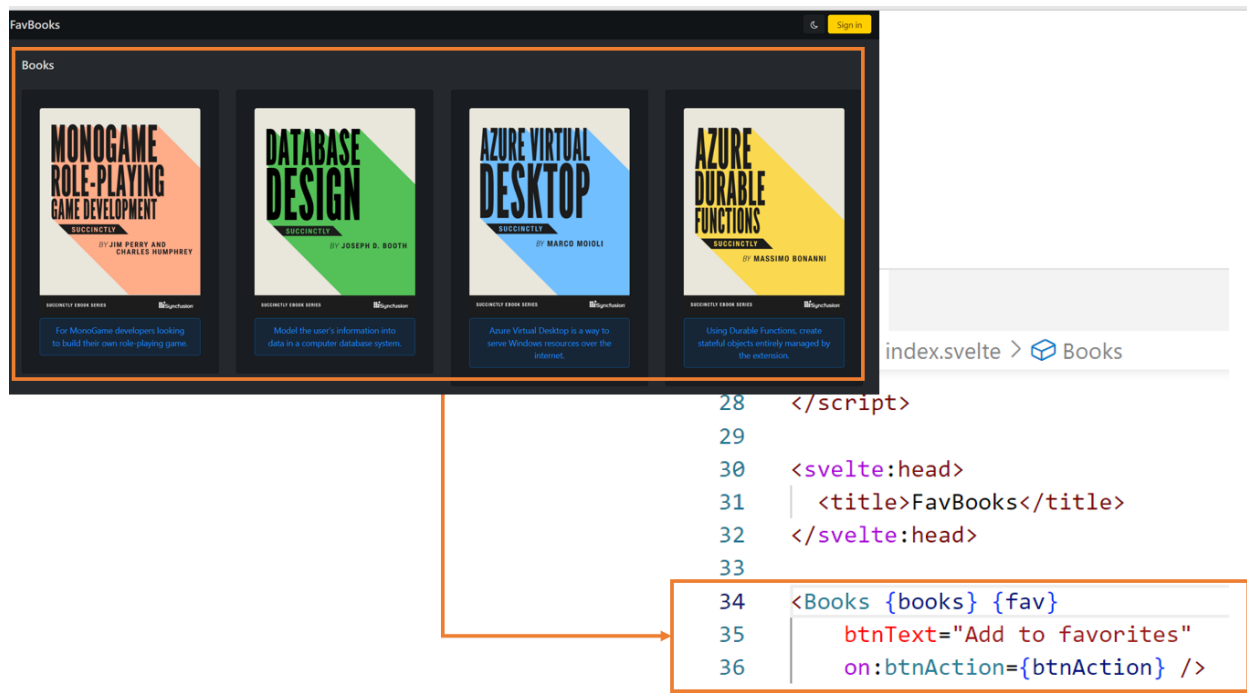 FavBooks
Sign in
Books
MONOGAME
ROLE-PLAYING
GAME DEVELOPMENT
SUCCINCTLY
BY JIM PERRY AND
CHARLES HUMPHREY
SUCCINCTLY EBOOK SERIES
Syncfusion
For MonoGame developers looking
to build their own role-playing game.
DATABASE
DESIGN
SUCCINCTLY
BY JOSEPH D. BOOTH
SUCCINCTLY EBOOK SERIES
Syncfusion
Model the user's information into
data in a computer database system.
AZURE VIRTUAL
DESKTOP
SUCCINCTLY
BY MARCO MOIOLI
SUCCINCTLY EBOOK SERIES
Syncfusion
Azure Virtual Desktop is a way to
serve Windows resources over the
internet.
AZURE
DURABLE
FUNCTIONS
SUCCINCTLY
BY MASSIMO BONANNI
SUCCINCTLY EBOOK SERIES
Syncfusion
Using Durable Functions, create
stateful objects entirely managed by
the extension.
index.svelte > Books
28 </script>
29
30 <svelte:head>
31 <title>FavBooks</title>
32 </svelte:head>
33
34 <Books {books} {fav}
35 btnText="Add to favorites"
36 on:btnAction={btnAction} />